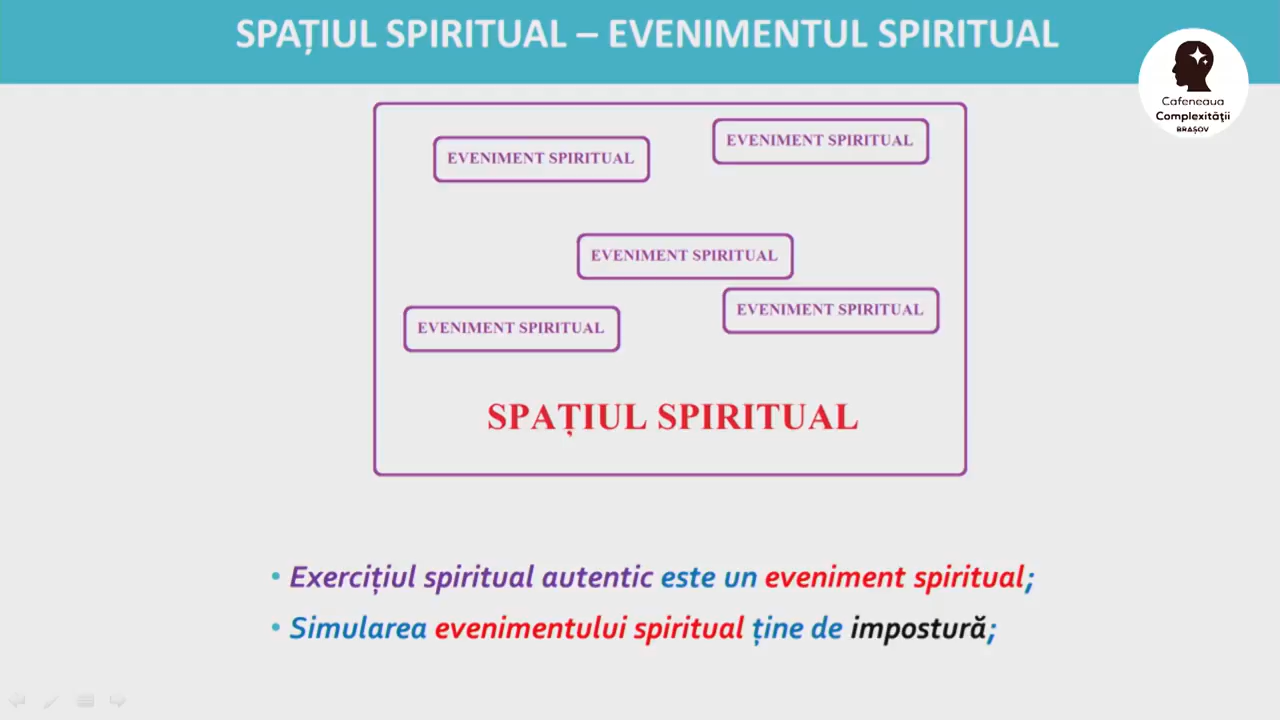 SPAȚIUL SPIRITUAL – EVENIMENTUL SPIRITUAL
Cafeneaua
Complexității
BRAȘOV
EVENIMENT SPIRITUAL
EVENIMENT SPIRITUAL
EVENIMENT SPIRITUAL
EVENIMENT SPIRITUAL
EVENIMENT SPIRITUAL
SPAȚIUL SPIRITUAL
• Exercițiul spiritual autentic este un eveniment spiritual;
• Simularea evenimentului spiritual ține de impostură;